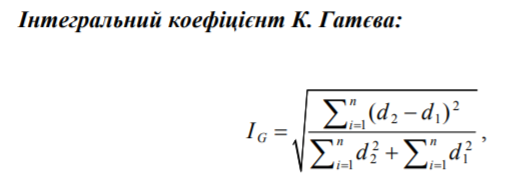 Інтегральний коефіцієнт К. Гатєва:
I_G = √((∑_{i=1}^{n} (d_2 – d_1)^2) / (∑_{i=1}^{n} d_2^2 + ∑_{i=1}^{n} d_1^2)) ,